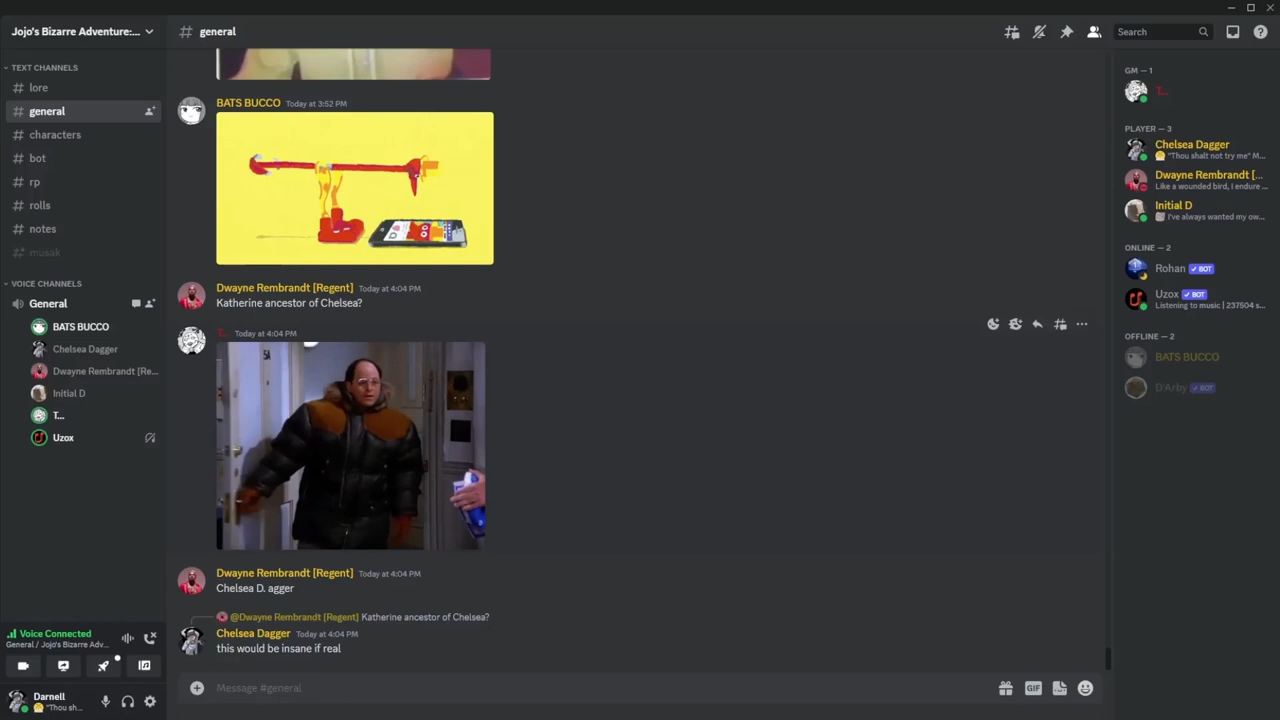 Jojo's Bizarre Adventure:...
TEXT CHANNELS
lore
general
characters
bot
rp
rolls
notes
musak
VOICE CHANNELS
General
BATS BUCCO
Chelsea Dagger
Dwayne Rembrandt [Re...
Initial D
T...
Uzox
Voice Connected
General / Jojo's Bizarre Adv...
Darnell
"Thou sh...
# general
Search
BATS BUCCO Today at 3:52 PM
Dwayne Rembrandt [Regent] Today at 4:04 PM
Katherine ancestor of Chelsea?
T... Today at 4:04 PM
5A
Dwayne Rembrandt [Regent] Today at 4:04 PM
Chelsea D. agger
@Dwayne Rembrandt [Regent] Katherine ancestor of Chelsea?
Chelsea Dagger Today at 4:04 PM
this would be insane if real
Message #general
GIF
GM — 1
T...
PLAYER — 3
Chelsea Dagger
"Thou shalt not try me" M...
Dwayne Rembrandt [...
Like a wounded bird, I endure ...
Initial D
I've always wanted my ow...
ONLINE — 2
Rohan ✓ BOT
Uzox ✓ BOT
Listening to music | 237504 s...
OFFLINE — 2
BATS BUCCO
D'Arby ✓ BOT